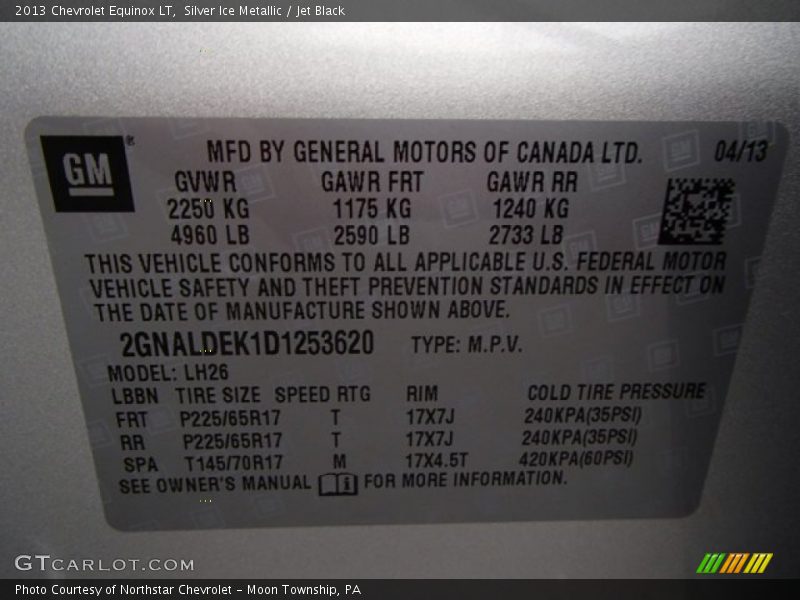 2013 Chevrolet Equinox LT, Silver Ice Metallic / Jet Black
GM ®
MFD BY GENERAL MOTORS OF CANADA LTD. 04/13
GVWR GAWR FRT GAWR RR
2250 KG 1175 KG 1240 KG
4960 LB 2590 LB 2733 LB
THIS VEHICLE CONFORMS TO ALL APPLICABLE U.S. FEDERAL MOTOR
VEHICLE SAFETY AND THEFT PREVENTION STANDARDS IN EFFECT ON
THE DATE OF MANUFACTURE SHOWN ABOVE.
2GNALDEK1D1253620 TYPE: M.P.V.
MODEL: LH26
LBBN TIRE SIZE SPEED RTG RIM COLD TIRE PRESSURE
FRT P225/65R17 T 17X7J 240KPA(35PSI)
RR P225/65R17 T 17X7J 240KPA(35PSI)
SPA T145/70R17 M 17X4.5T 420KPA(60PSI)
SEE OWNER'S MANUAL FOR MORE INFORMATION.
GTCARLOT.COM
Photo Courtesy of Northstar Chevrolet - Moon Township, PA